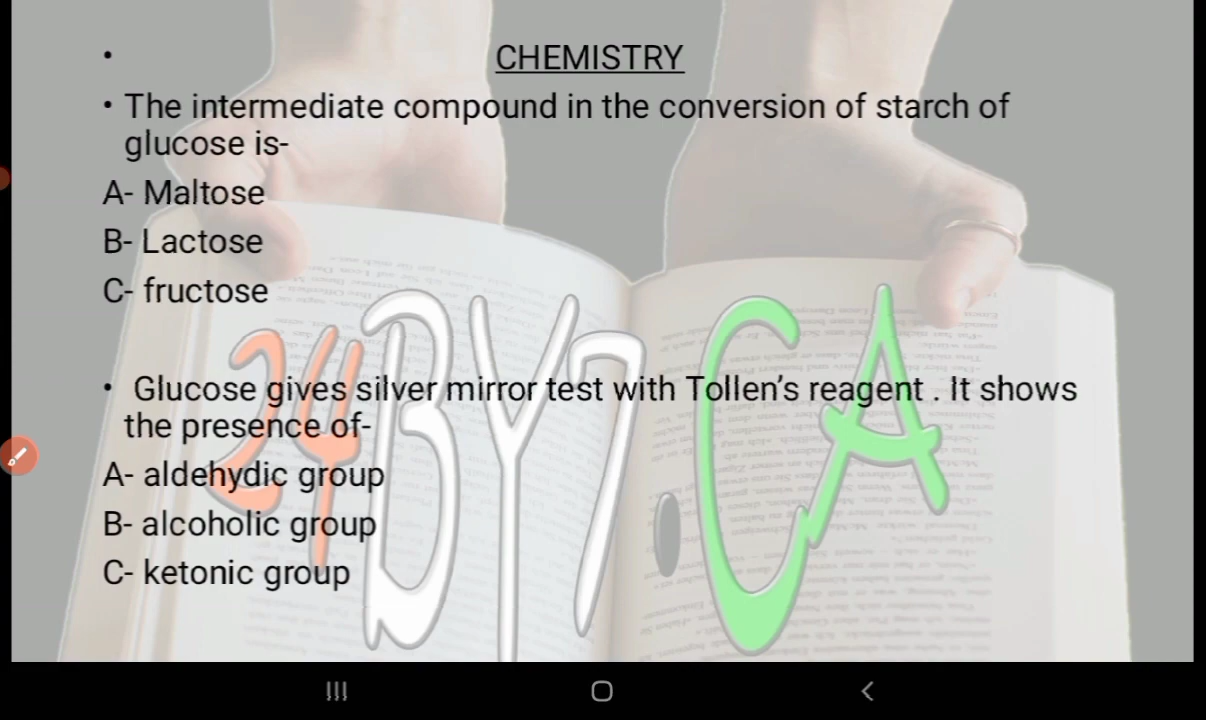 • CHEMISTRY
• The intermediate compound in the conversion of starch of
glucose is-
A- Maltose
B- Lactose
C- fructose
• Glucose gives silver mirror test with Tollen's reagent . It shows
the presence of-
A- aldehydic group
B- alcoholic group
C- ketonic group
24BY7.CA